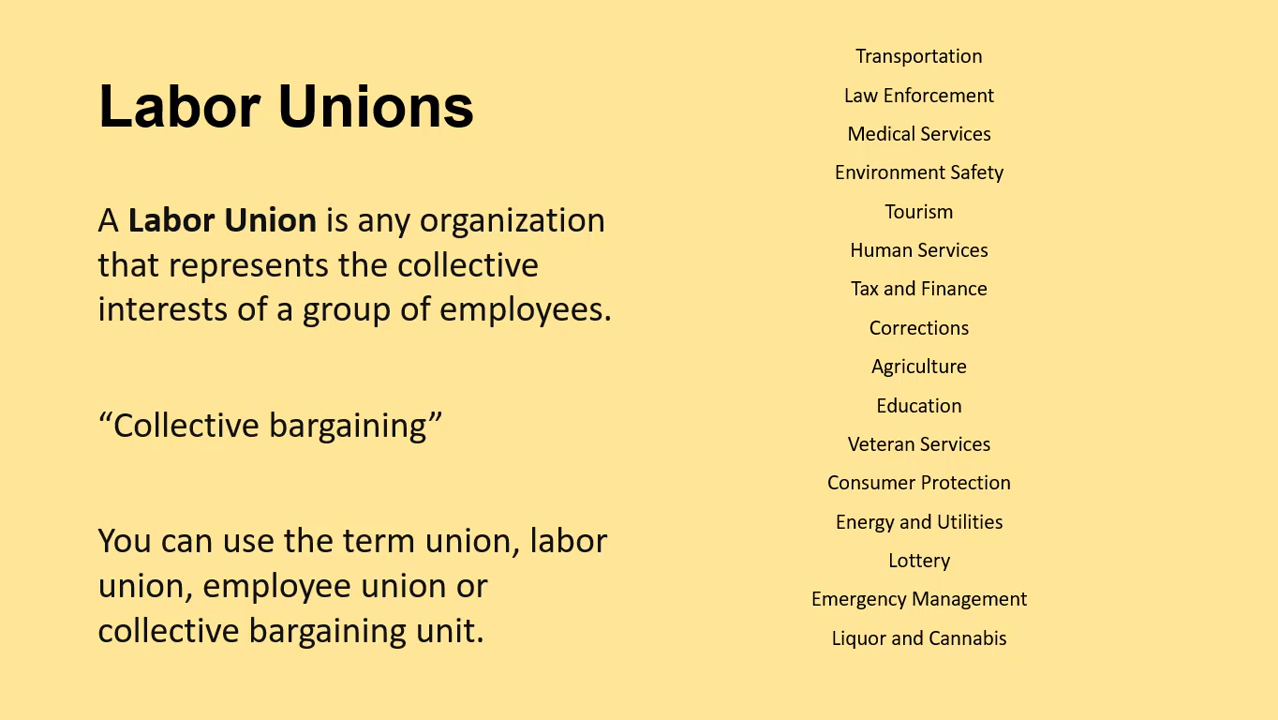 Labor Unions
A Labor Union is any organization
that represents the collective
interests of a group of employees.
“Collective bargaining”
You can use the term union, labor
union, employee union or
collective bargaining unit.
Transportation
Law Enforcement
Medical Services
Environment Safety
Tourism
Human Services
Tax and Finance
Corrections
Agriculture
Education
Veteran Services
Consumer Protection
Energy and Utilities
Lottery
Emergency Management
Liquor and Cannabis